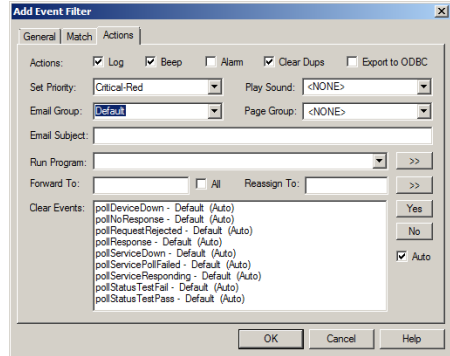 Add Event Filter
General Match Actions
Actions: Log Beep Alarm Clear Dups Export to ODBC
Set Priority: Critical-Red Play Sound: <NONE>
Email Group: Default Page Group: <NONE>
Email Subject:
Run Program: >>
Forward To: All Reassign To: >>
Clear Events: pollDeviceDown - Default (Auto) Yes
pollNoResponse - Default (Auto)
pollRequestRejected - Default (Auto) No
pollResponse - Default (Auto)
pollServiceDown - Default (Auto) Auto
pollServicePollFailed - Default (Auto)
pollServiceResponding - Default (Auto)
pollStatusTestFail - Default (Auto)
pollStatusTestPass - Default (Auto)
OK Cancel Help